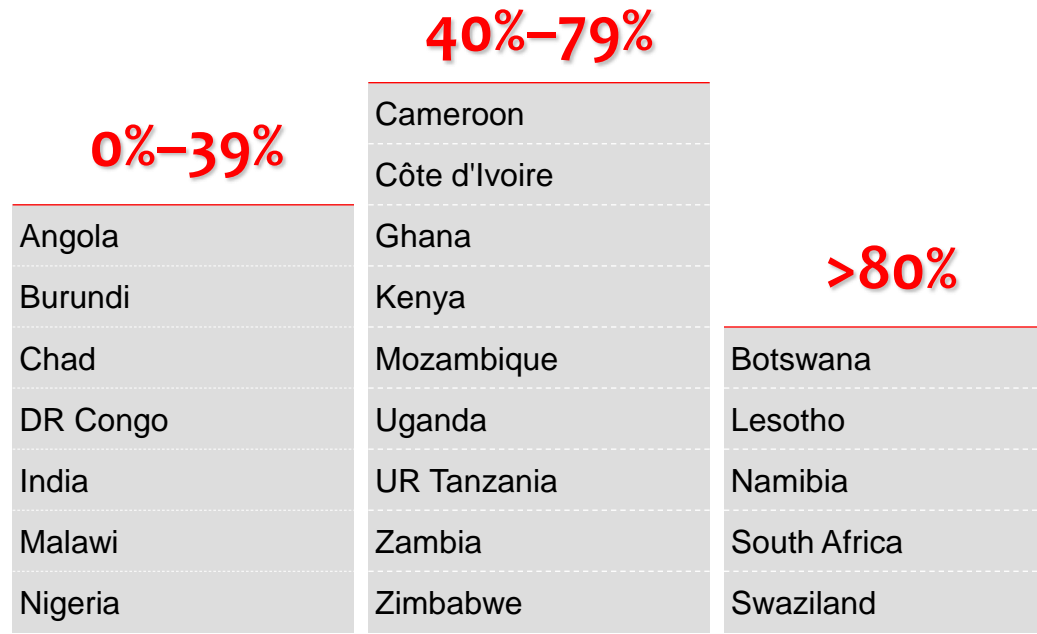 0%–39%
Angola
Burundi
Chad
DR Congo
India
Malawi
Nigeria
40%–79%
Cameroon
Côte d'Ivoire
Ghana
Kenya
Mozambique
Uganda
UR Tanzania
Zambia
Zimbabwe
>80%
Botswana
Lesotho
Namibia
South Africa
Swaziland